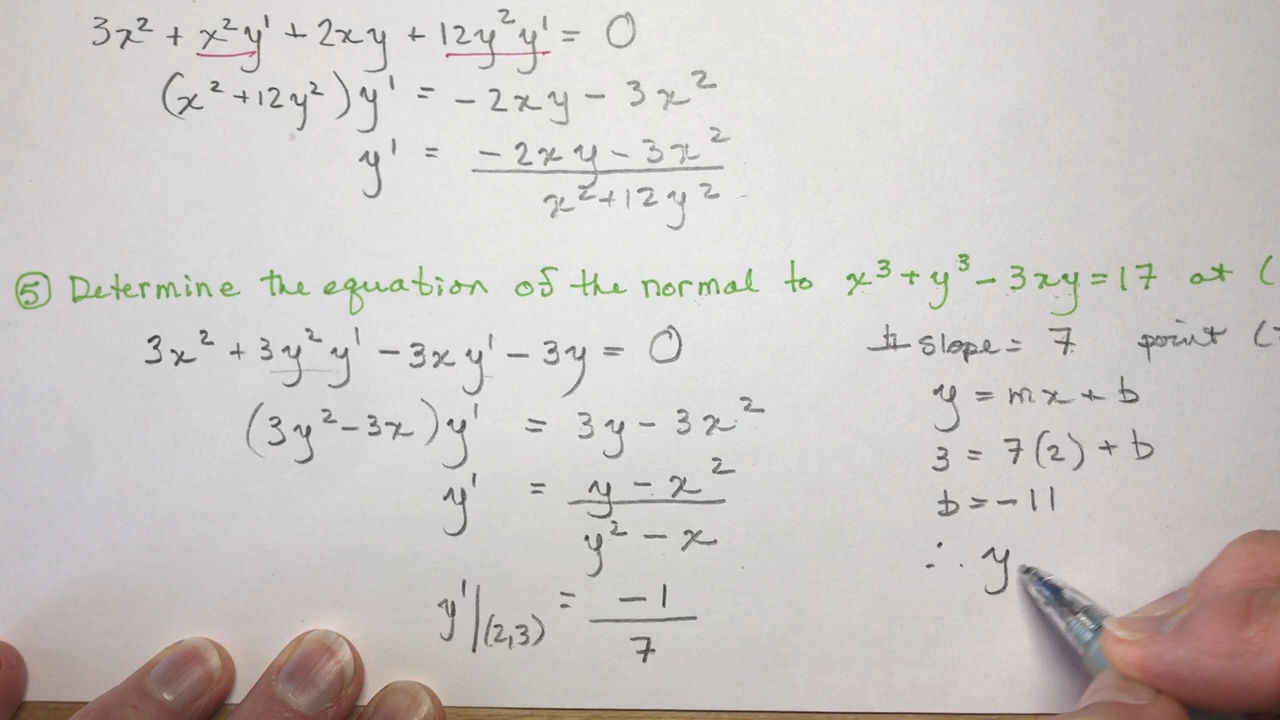 3x² + x²y' + 2xy + 12y²y' = 0
(x² + 12y²)y' = -2xy - 3x²
y' = (-2xy - 3x²)/(x² + 12y²)
⑤ Determine the equation of the normal to x³ + y³ - 3xy = 17 at (
3x² + 3y²y' - 3xy' - 3y = 0
(3y² - 3x)y' = 3y - 3x²
y' = (y - x²)/(y² - x)
y'|(2,3) = -1/7
slope = 7 point (
y = mx + b
3 = 7(2) + b
b = -11
∴ y